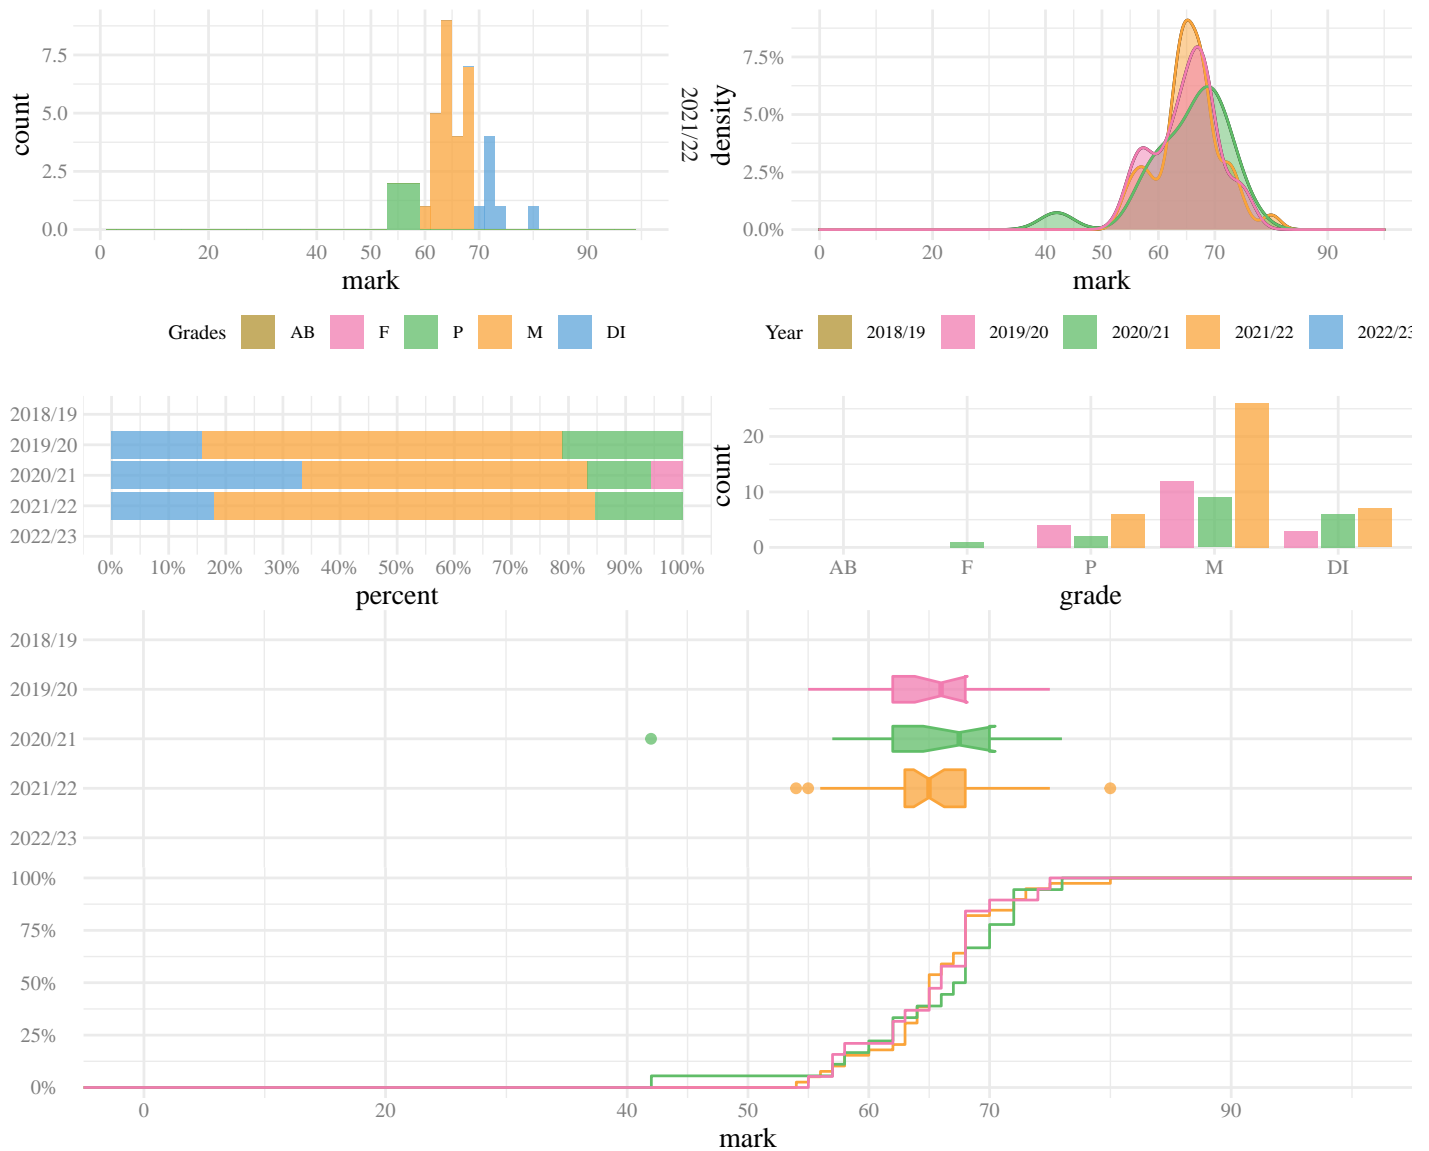 7.5
5.0
2.5
0.0
count
0 20 40 50 60 70 90
mark
2021/22
7.5%
5.0%
2.5%
0.0%
density
0 20 40 50 60 70 90
mark
Grades AB F P M DI
Year 2018/19 2019/20 2020/21 2021/22 2022/23
2018/19
2019/20
2020/21
2021/22
2022/23
0% 10% 20% 30% 40% 50% 60% 70% 80% 90% 100%
percent
20
10
0
count
AB F P M DI
grade
2018/19
2019/20
2020/21
2021/22
2022/23
100%
75%
50%
25%
0%
0 20 40 50 60 70 90
mark